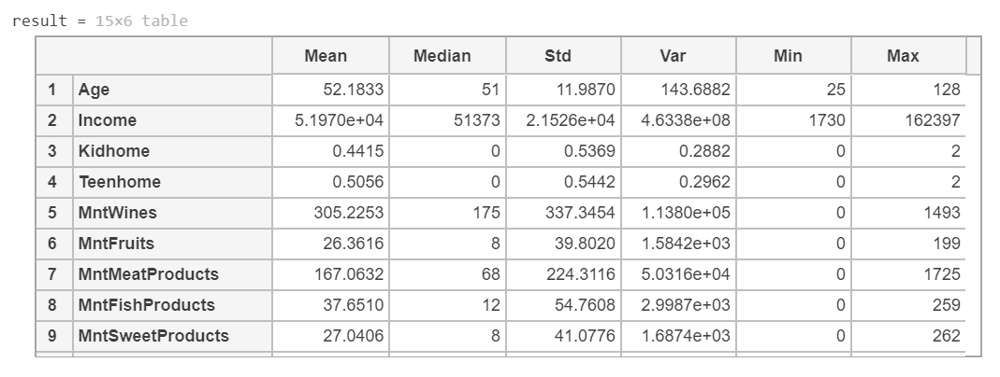 result = 15×6 table
Mean Median Std Var Min Max
1 Age 52.1833 51 11.9870 143.6882 25 128
2 Income 5.1970e+04 51373 2.1526e+04 4.6338e+08 1730 162397
3 Kidhome 0.4415 0 0.5369 0.2882 0 2
4 Teenhome 0.5056 0 0.5442 0.2962 0 2
5 MntWines 305.2253 175 337.3454 1.1380e+05 0 1493
6 MntFruits 26.3616 8 39.8020 1.5842e+03 0 199
7 MntMeatProducts 167.0632 68 224.3116 5.0316e+04 0 1725
8 MntFishProducts 37.6510 12 54.7608 2.9987e+03 0 259
9 MntSweetProducts 27.0406 8 41.0776 1.6874e+03 0 262